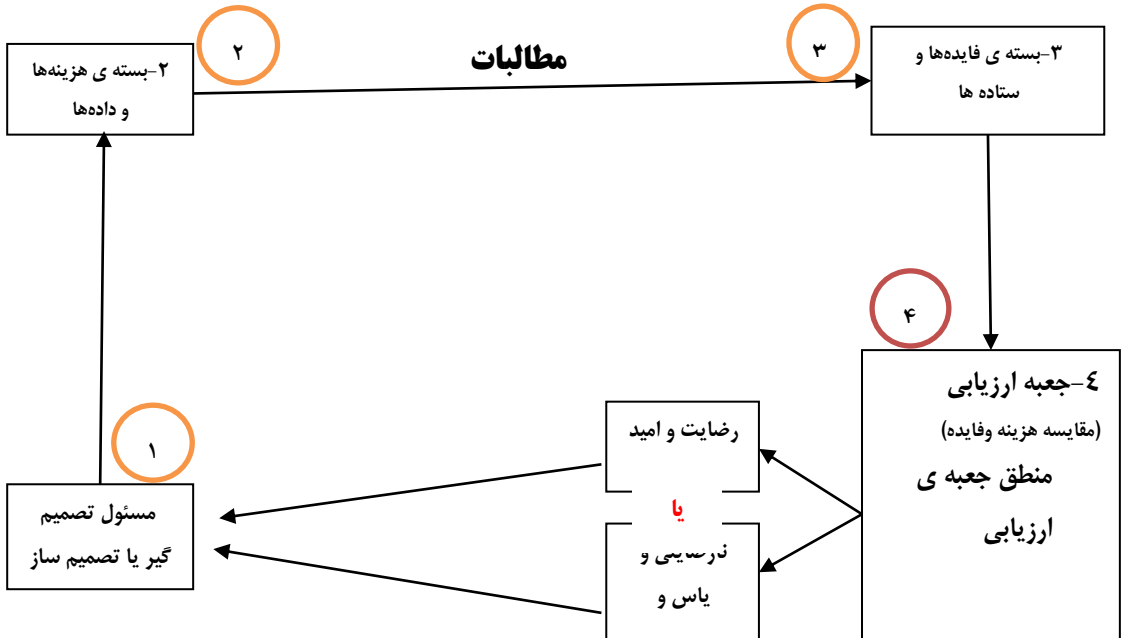 ۲
مطالبات
۳
۳-بسته ی فایده‌ها و
ستاده ها
۲-بسته ی هزینه‌ها
و داده‌ها
۴
٤-جعبه ارزیابی
(مقایسه هزینه وفایده)
منطق جعبه ی
ارزیابی
رضایت و امید
یا
و
یاس و
۱
مسئول تصمیم
گیر یا تصمیم ساز